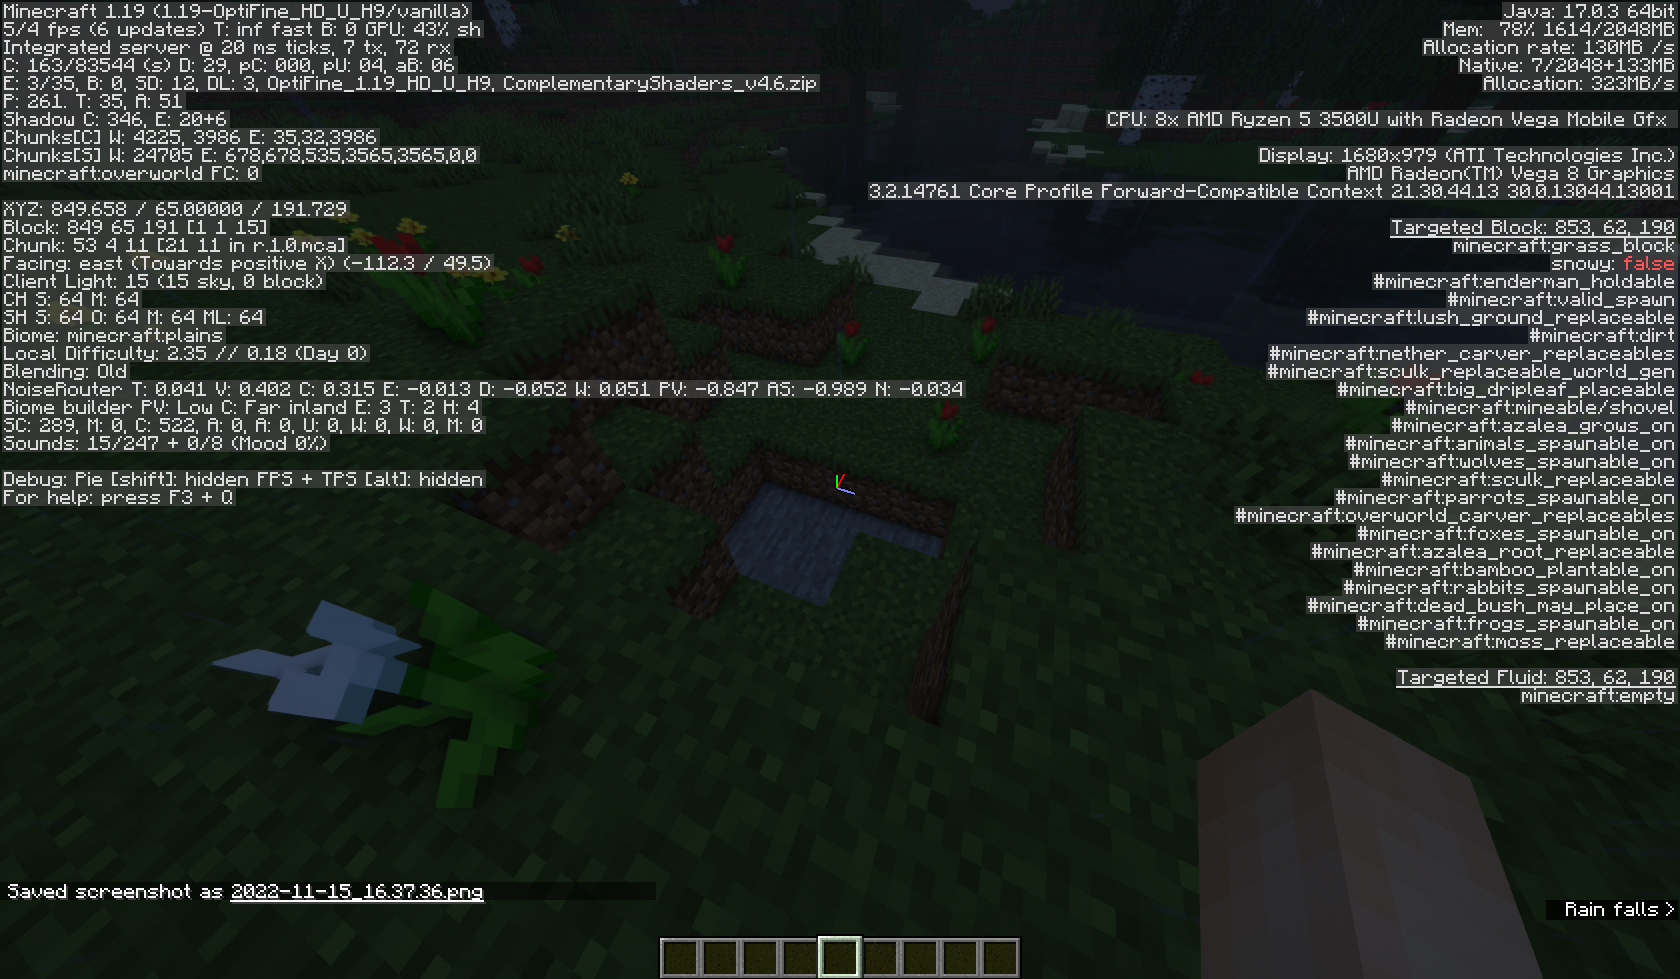 Minecraft 1.19 (1.19-OptiFine_HD_U_H9/vanilla)
5/4 fps (6 updates) T: inf fast B: 0 GPU: 43% sh
Integrated server @ 20 ms ticks, 7 tx, 72 rx
C: 163/83544 (s) D: 29, pC: 000, pU: 04, aB: 06
E: 3/35, B: 0, SD: 12, DL: 3, OptiFine_1.19_HD_U_H9, ComplementaryShaders_v4.6.zip
P: 261. T: 35, A: 51
Shadow C: 346, E: 20+6
Chunks[C] W: 4225, 3986 E: 35,32,3986
Chunks[S] W: 24705 E: 678,678,535,3565,3565,0,0
minecraft:overworld FC: 0
XYZ: 849.658 / 65.00000 / 191.729
Block: 849 65 191 [1 1 15]
Chunk: 53 4 11 [21 11 in r.1.0.mca]
Facing: east (Towards positive X) (-112.3 / 49.5)
Client Light: 15 (15 sky, 0 block)
CH S: 64 M: 64
SH S: 64 O: 64 M: 64 ML: 64
Biome: minecraft:plains
Local Difficulty: 2.35 // 0.18 (Day 0)
Blending: Old
NoiseRouter T: 0.041 V: 0.402 C: 0.315 E: -0.013 D: -0.052 W: 0.051 PV: -0.847 AS: -0.989 N: -0.034
Biome builder PV: Low C: Far inland E: 3 T: 2 H: 4
SC: 289, M: 0, C: 522, A: 0, A: 0, U: 0, W: 0, W: 0, M: 0
Sounds: 15/247 + 0/8 (Mood 0%)
Debug: Pie [shift]: hidden FPS + TPS [alt]: hidden
For help: press F3 + Q
Java: 17.0.3 64bit
Mem: 78% 1614/2048MB
Allocation rate: 130MB /s
Native: 7/2048+133MB
Allocation: 323MB/s
CPU: 8x AMD Ryzen 5 3500U with Radeon Vega Mobile Gfx
Display: 1680x979 (ATI Technologies Inc.)
AMD Radeon(TM) Vega 8 Graphics
3.2.14761 Core Profile Forward-Compatible Context 21.30.44.13 30.0.13044.13001
Targeted Block: 853, 62, 190
minecraft:grass_block
snowy: false
#minecraft:enderman_holdable
#minecraft:valid_spawn
#minecraft:lush_ground_replaceable
#minecraft:dirt
#minecraft:nether_carver_replaceables
#minecraft:sculk_replaceable_world_gen
#minecraft:big_dripleaf_placeable
#minecraft:mineable/shovel
#minecraft:azalea_grows_on
#minecraft:animals_spawnable_on
#minecraft:wolves_spawnable_on
#minecraft:sculk_replaceable
#minecraft:parrots_spawnable_on
#minecraft:overworld_carver_replaceables
#minecraft:foxes_spawnable_on
#minecraft:azalea_root_replaceable
#minecraft:bamboo_plantable_on
#minecraft:rabbits_spawnable_on
#minecraft:dead_bush_may_place_on
#minecraft:frogs_spawnable_on
#minecraft:moss_replaceable
Targeted Fluid: 853, 62, 190
minecraft:empty
Saved screenshot as 2022-11-15_16.37.36.png
Rain falls >